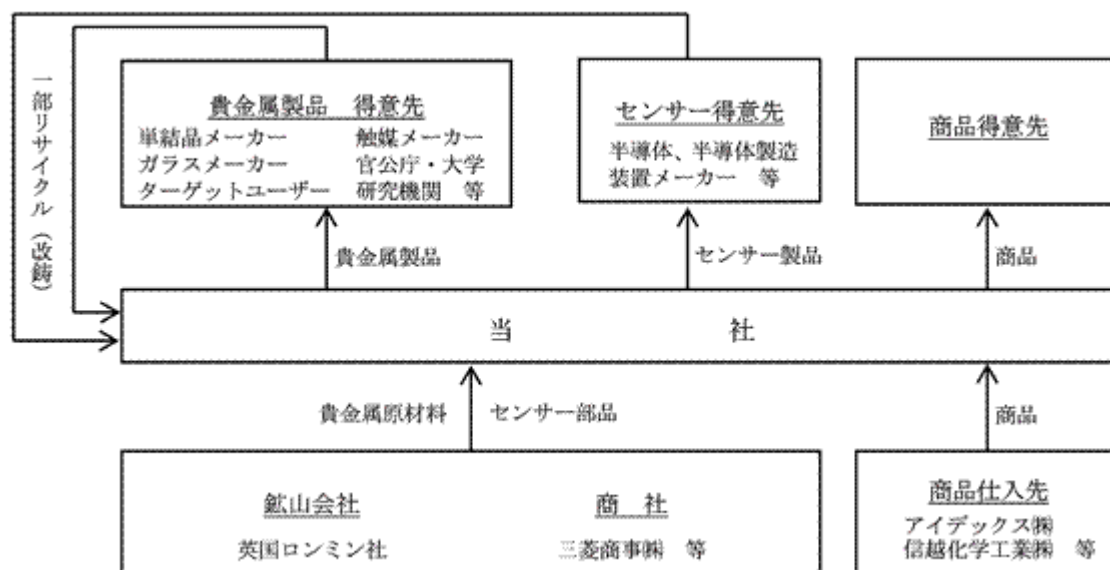 一部リサイクル(改鋳)
貴金属製品 得意先
単結晶メーカー 触媒メーカー
ガラスメーカー 官公庁・大学
ターゲットユーザー 研究機関 等
センサー得意先
半導体、半導体製造
装置メーカー 等
商品得意先
貴金属製品
センサー製品
商品
当 社
貴金属原材料 センサー部品
商品
鉱山会社
英国ロンミン社
商 社
三菱商事㈱ 等
商品仕入先
アイデックス㈱
信越化学工業㈱ 等